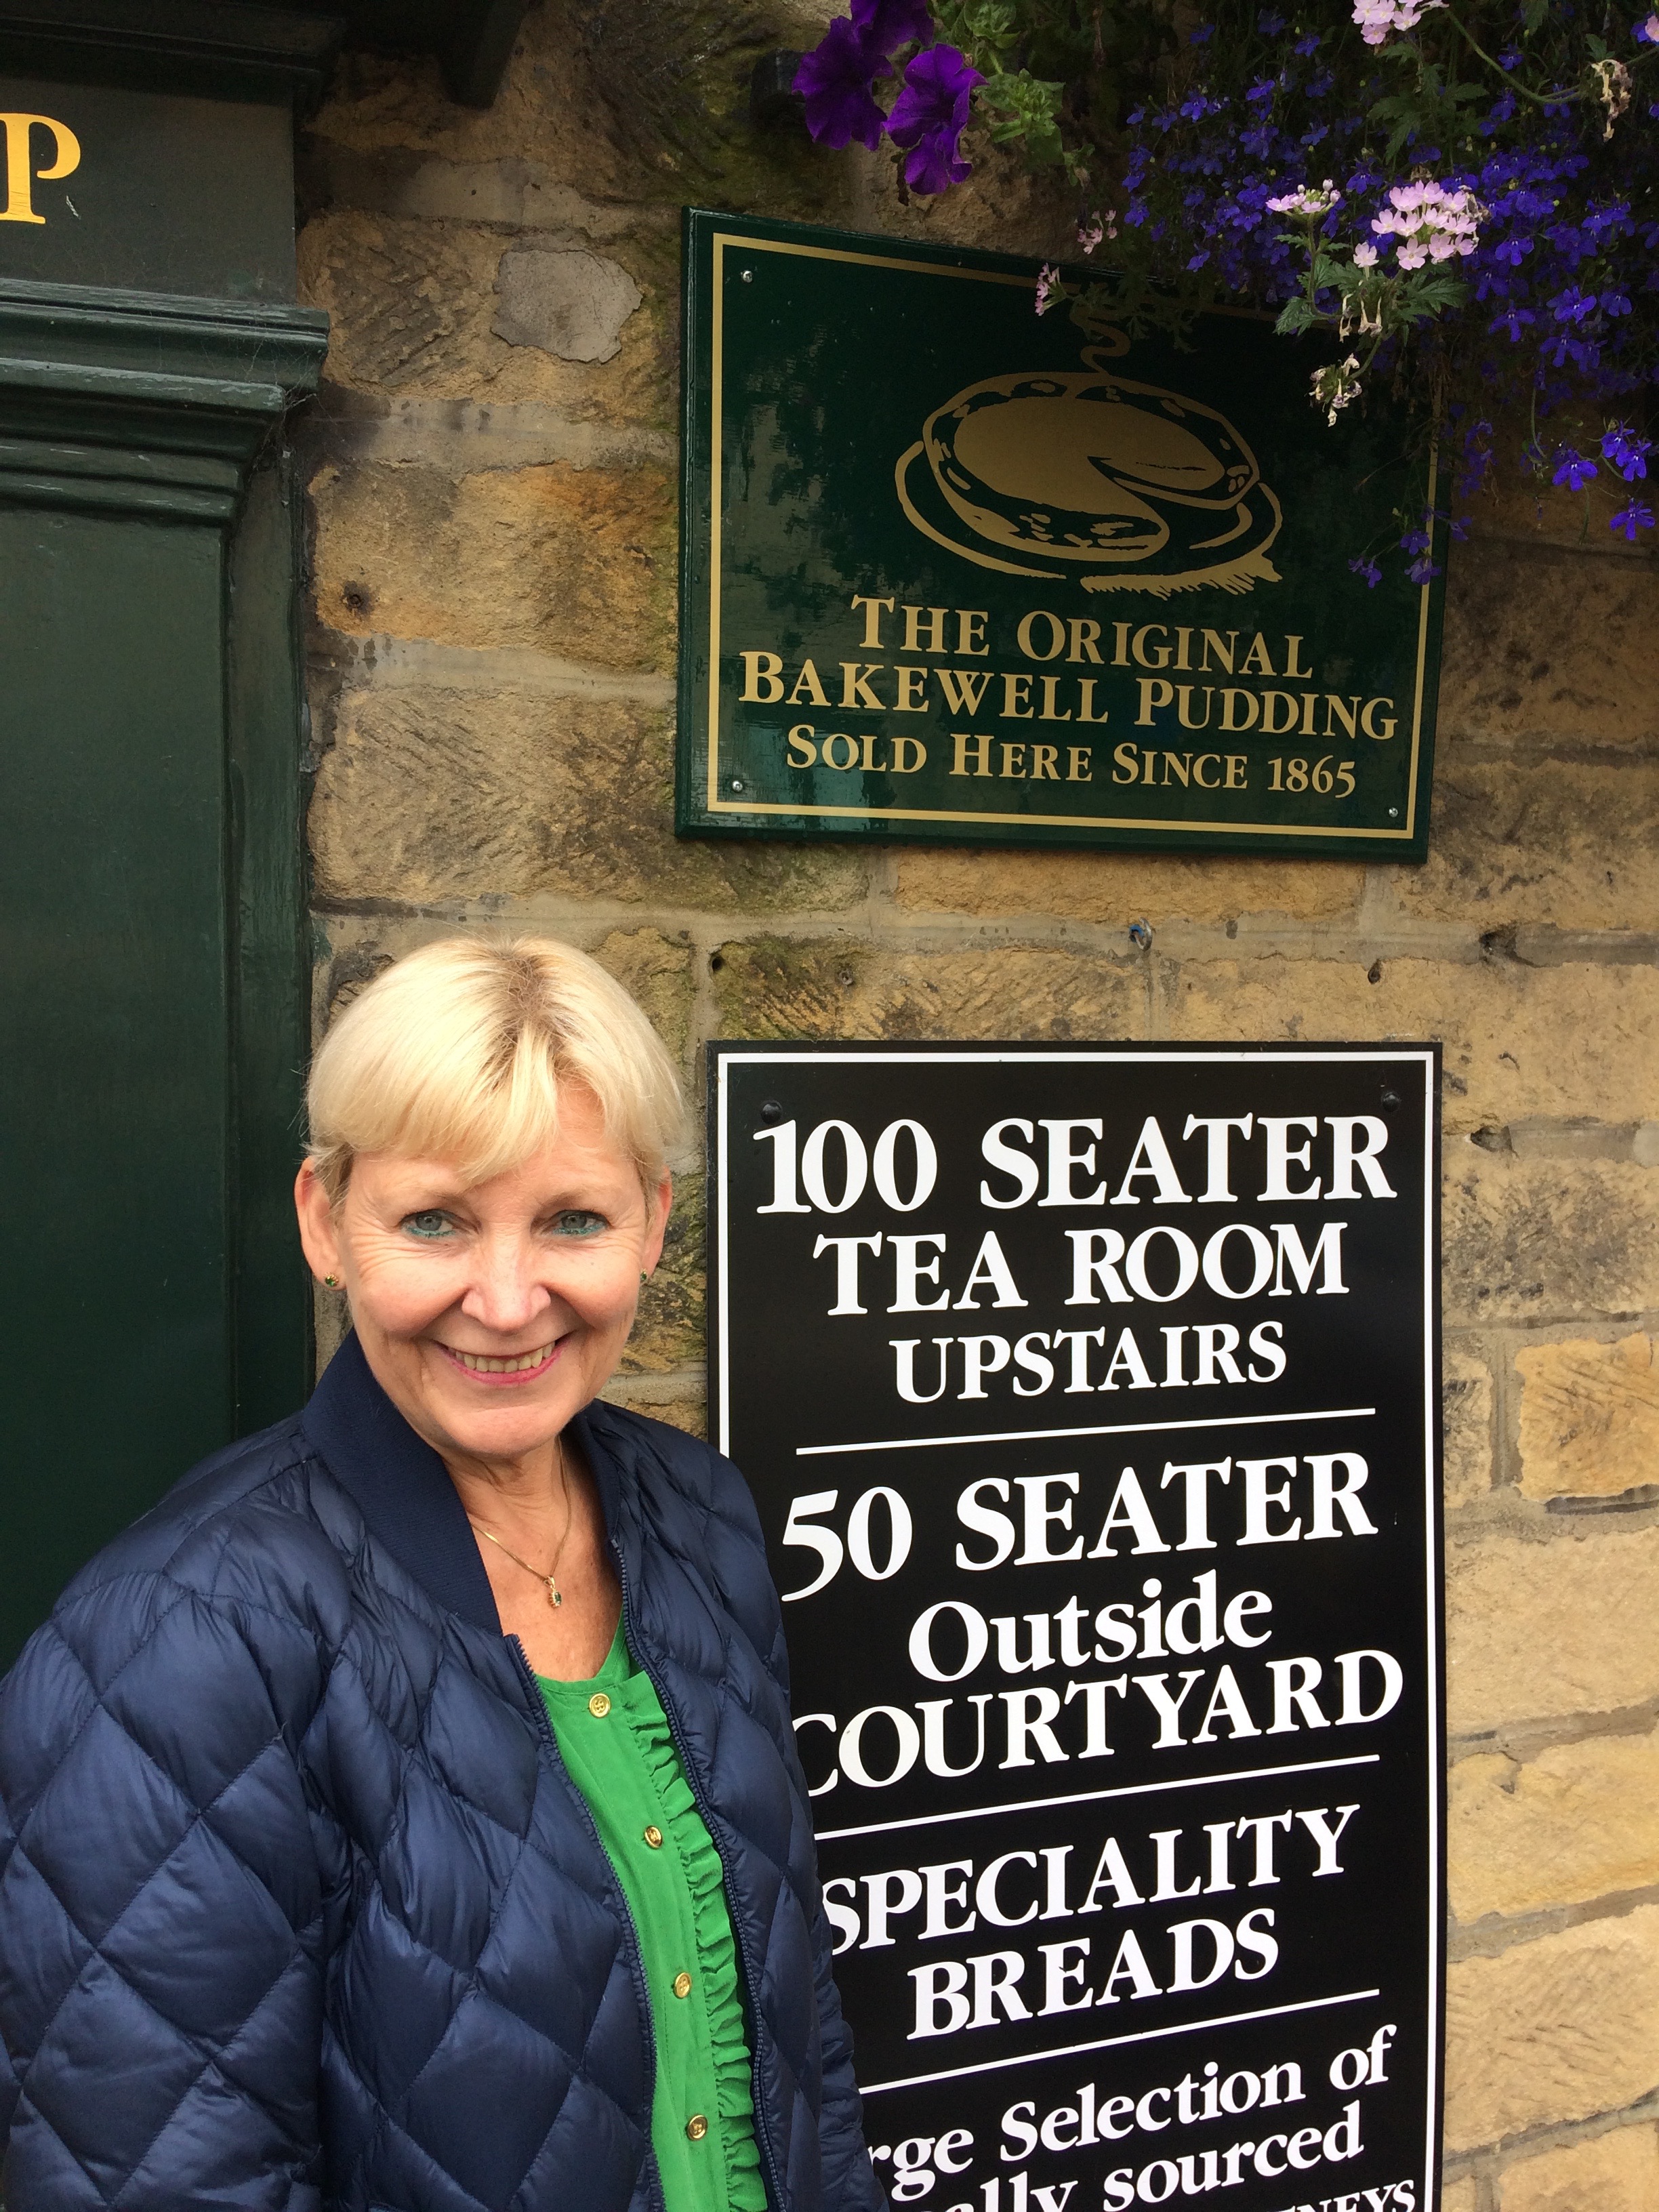 P
THE ORIGINAL
BAKEWELL PUDDING
SOLD HERE SINCE 1865
100 SEATER
TEA ROOM
UPSTAIRS
50 SEATER
Outside
COURTYARD
SPECIALITY
BREADS
Selection of
sourced